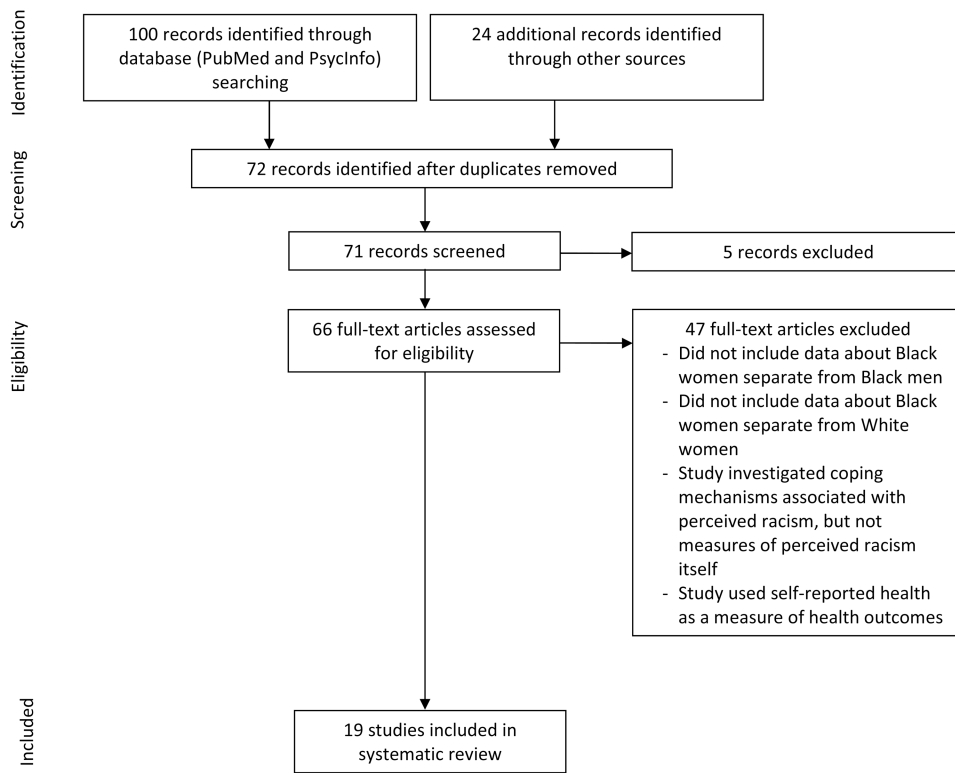 Identification
100 records identified through
database (PubMed and PsycInfo)
searching
24 additional records identified
through other sources
Screening
72 records identified after duplicates removed
71 records screened
5 records excluded
Eligibility
66 full-text articles assessed
for eligibility
47 full-text articles excluded
- Did not include data about Black
women separate from Black men
- Did not include data about Black
women separate from White
women
- Study investigated coping
mechanisms associated with
perceived racism, but not
measures of perceived racism
itself
- Study used self-reported health
as a measure of health outcomes
Included
19 studies included in
systematic review